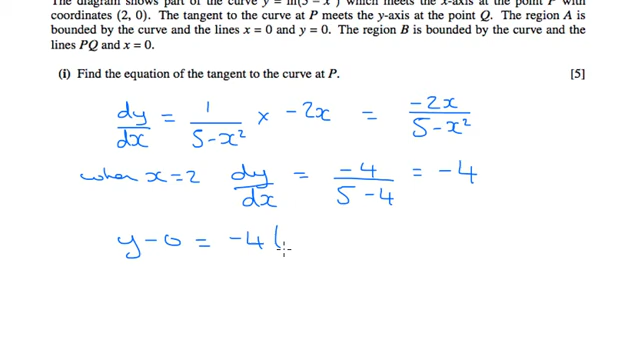 The diagram shows part of the curve y = ln(5 − x²) which meets the x-axis at the point P with
coordinates (2, 0). The tangent to the curve at P meets the y-axis at the point Q. The region A is
bounded by the curve and the lines x = 0 and y = 0. The region B is bounded by the curve and the
lines PQ and x = 0.
(i) Find the equation of the tangent to the curve at P. [5]
dy/dx = 1/(5-x²) × -2x = -2x/(5-x²)
when x=2 dy/dx = -4/(5-4) = -4
y-0 = -4(